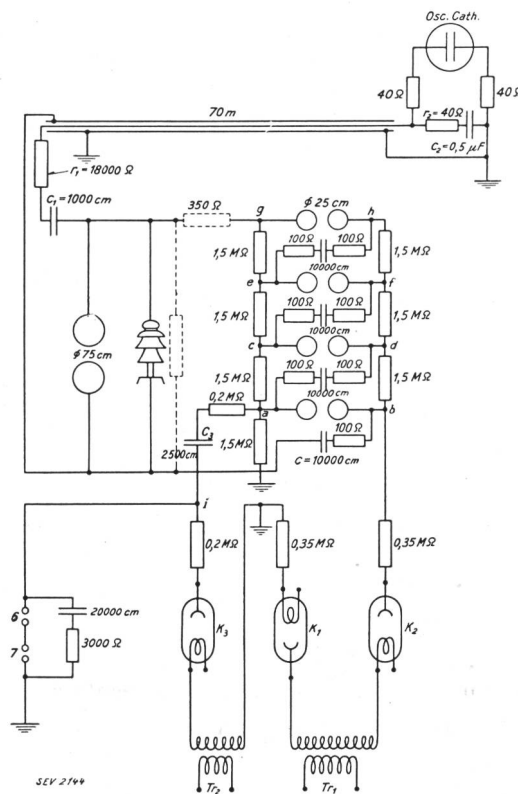 Osc. Cath.
40Ω
40Ω
70 m
r₂ = 40Ω
C₂ = 0,5 μF
r₁ = 18000 Ω
C₁ = 1000 cm
350 Ω
g
φ 25 cm
h
1,5 MΩ
100Ω
100Ω
1,5 MΩ
10000 cm
e
f
100Ω
100Ω
1,5 MΩ
1,5 MΩ
10000 cm
φ 75 cm
c
d
100Ω
100Ω
1,5 MΩ
1,5 MΩ
10000 cm
0,2 MΩ
a
b
C₃
2500 cm
1,5 MΩ
100Ω
C = 10000 cm
i
0,2 MΩ
0,35 MΩ
0,35 MΩ
6
20000 cm
K₃
K₁
K₂
7
3000 Ω
SEV 2144
Tr₂
Tr₁